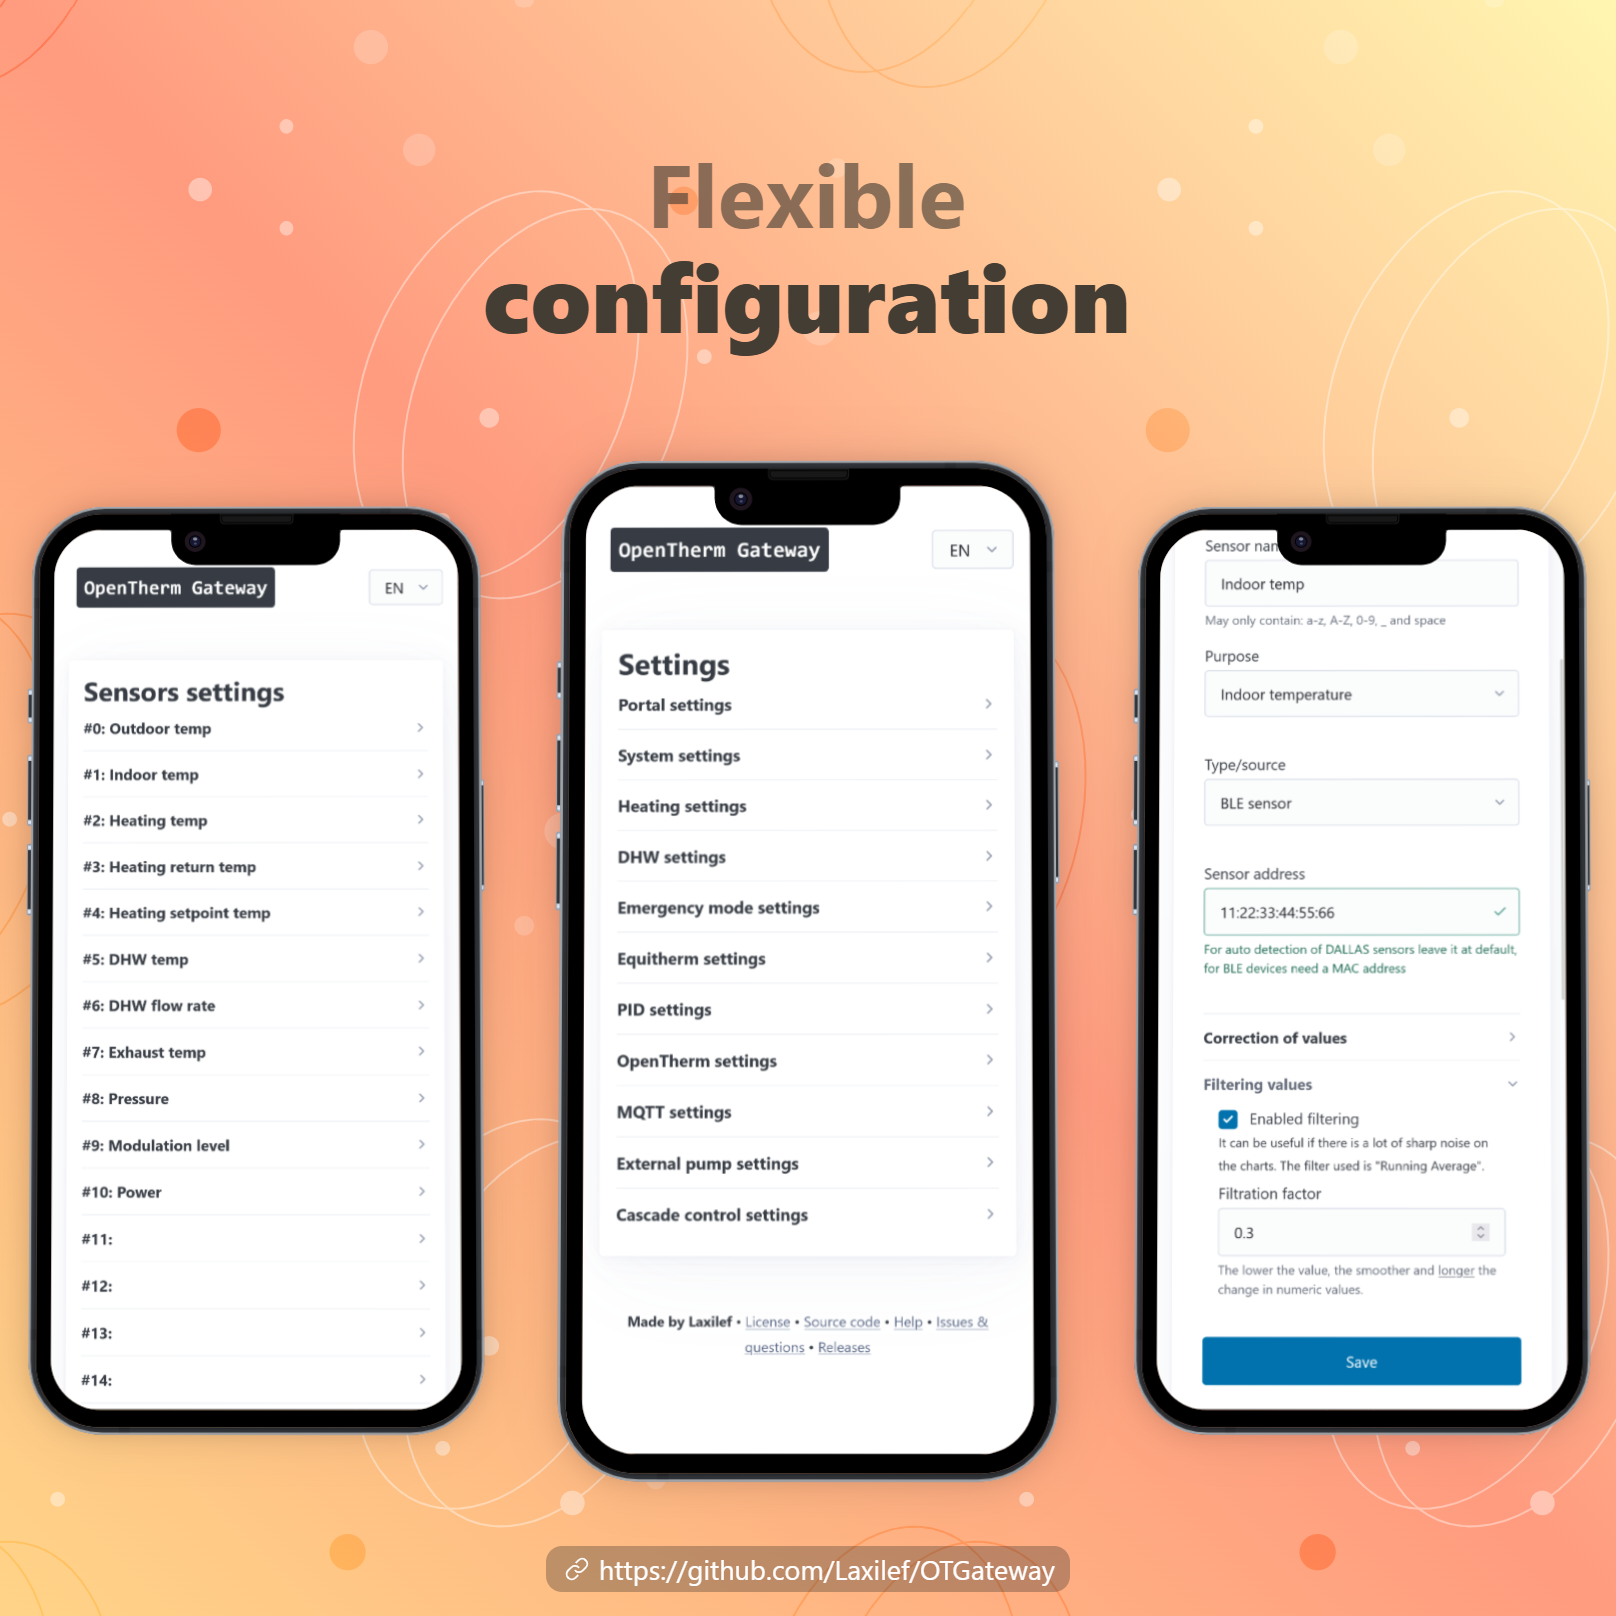 Flexible
configuration
OpenTherm Gateway
EN
Sensors settings
#0: Outdoor temp
#1: Indoor temp
#2: Heating temp
#3: Heating return temp
#4: Heating setpoint temp
#5: DHW temp
#6: DHW flow rate
#7: Exhaust temp
#8: Pressure
#9: Modulation level
#10: Power
#11:
#12:
#13:
#14:
OpenTherm Gateway
EN
Settings
Portal settings
System settings
Heating settings
DHW settings
Emergency mode settings
Equitherm settings
PID settings
OpenTherm settings
MQTT settings
External pump settings
Cascade control settings
Made by Laxilef • License • Source code • Help • Issues &
questions • Releases
Sensor
Indoor temp
May only contain: a-z, A-Z, 0-9, _ and space
Purpose
Indoor temperature
Type/source
BLE sensor
Sensor address
11:22:33:44:55:66
For auto detection of DALLAS sensors leave it at default,
for BLE devices need a MAC address
Correction of values
Filtering values
Enabled filtering
It can be useful if there is a lot of sharp noise on
the charts. The filter used is "Running Average".
Filtration factor
0.3
The lower the value, the smoother and longer the
change in numeric values.
Save
https://github.com/Laxilef/OTGateway